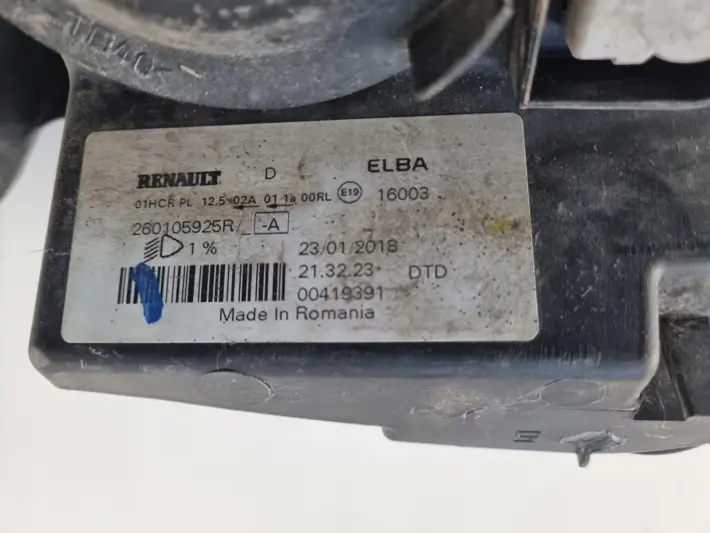 RENAULT D ELBA
01HCR PL 12.5 02A 01 1a 00RL E19 16003
260105925R -A
1 % 23/01/2018
21.32.23 DTD
00419391
Made In Romania